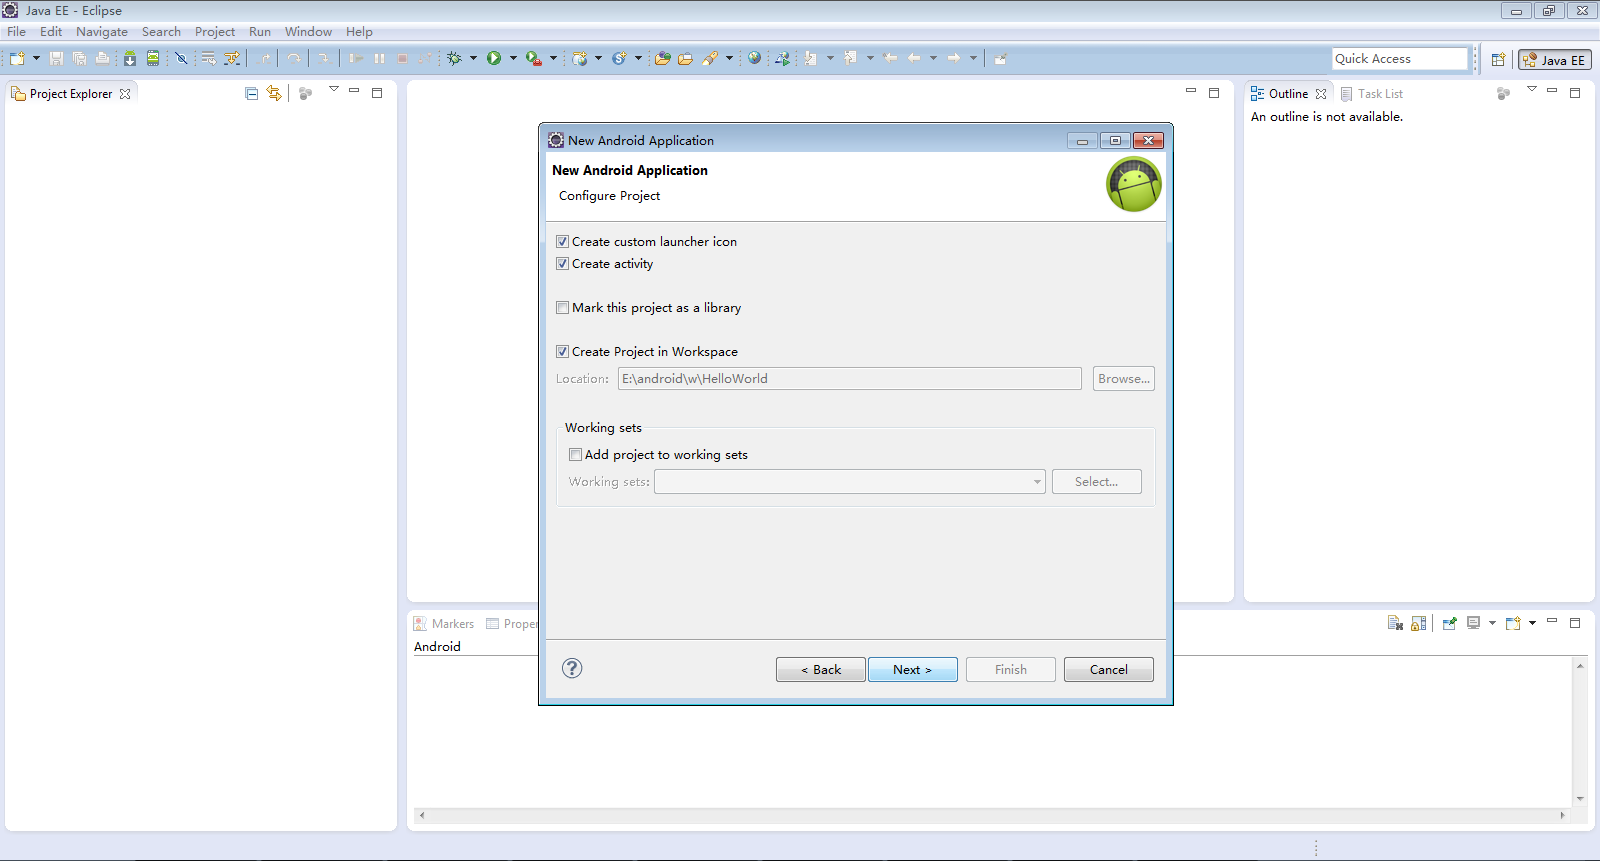 Java EE - Eclipse
File Edit Navigate Search Project Run Window Help
Quick Access
Java EE
Project Explorer
Outline
Task List
An outline is not available.
New Android Application
New Android Application
Configure Project
Create custom launcher icon
Create activity
Mark this project as a library
Create Project in Workspace
Location: E:\android\w\HelloWorld Browse...
Working sets
Add project to working sets
Working sets: Select...
? < Back Next > Finish Cancel
Markers Proper
Android